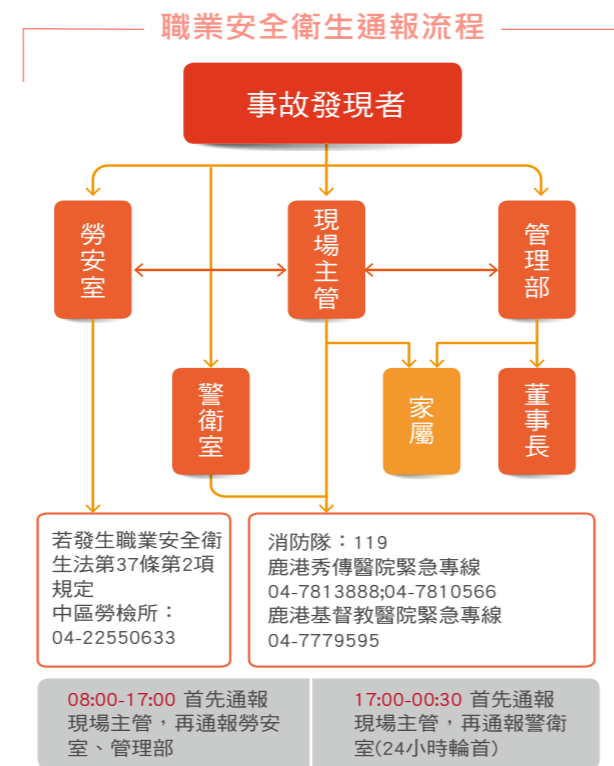 職業安全衛生通報流程
事故發現者
勞安室
現場主管
管理部
警衛室
家屬
董事長
若發生職業安全衛
生法第37條第2項
規定
中區勞檢所：
04-22550633
消防隊：119
鹿港秀傳醫院緊急專線
04-7813888;04-7810566
鹿港基督教醫院緊急專線
04-7779595
08:00-17:00 首先通報
現場主管，再通報勞安
室、管理部
17:00-00:30 首先通報
現場主管，再通報警衛
室(24小時輪首)